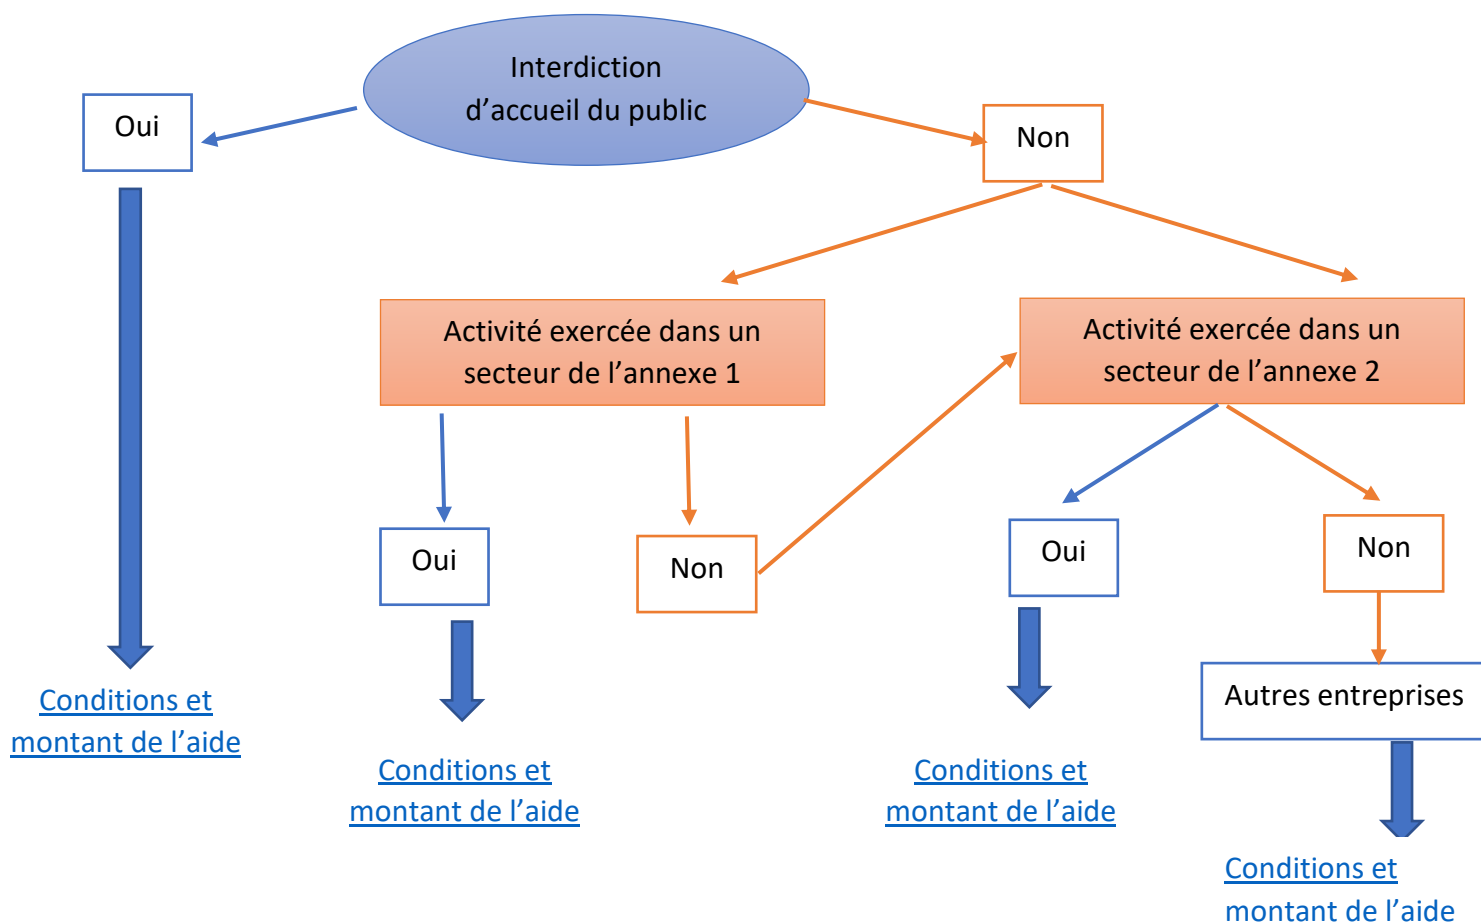 Interdiction
d’accueil du public
Oui
Non
Activité exercée dans un
secteur de l’annexe 1
Activité exercée dans un
secteur de l’annexe 2
Oui
Non
Oui
Non
Conditions et
montant de l’aide
Autres entreprises
Conditions et
montant de l’aide
Conditions et
montant de l’aide
Conditions et
montant de l’aide